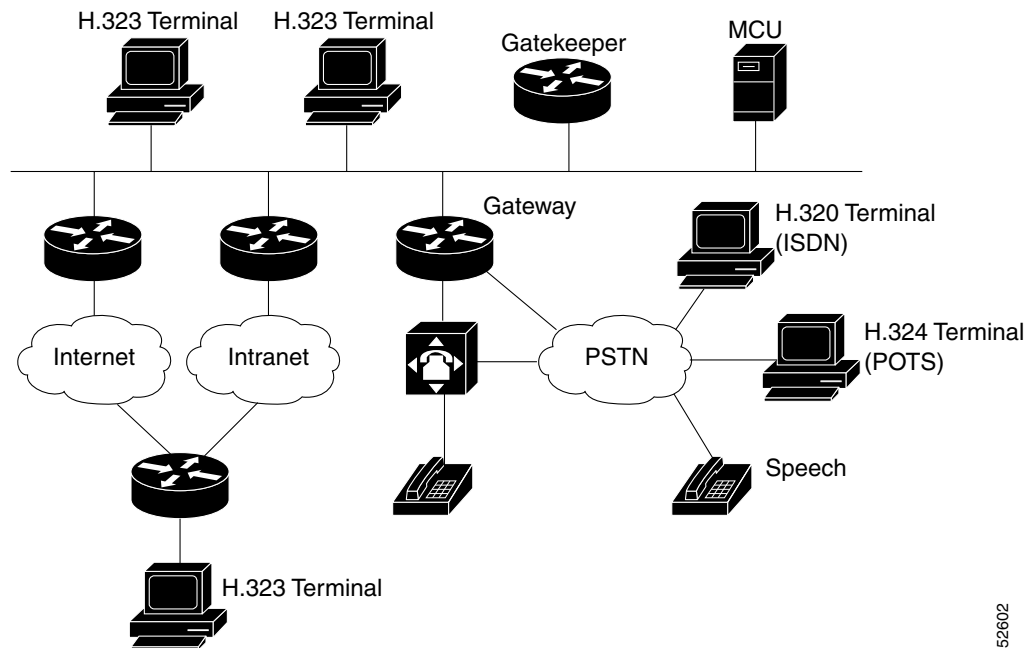 H.323 Terminal
H.323 Terminal
Gatekeeper
MCU
Gateway
H.320 Terminal
(ISDN)
Internet
Intranet
PSTN
H.324 Terminal
(POTS)
Speech
H.323 Terminal
52602